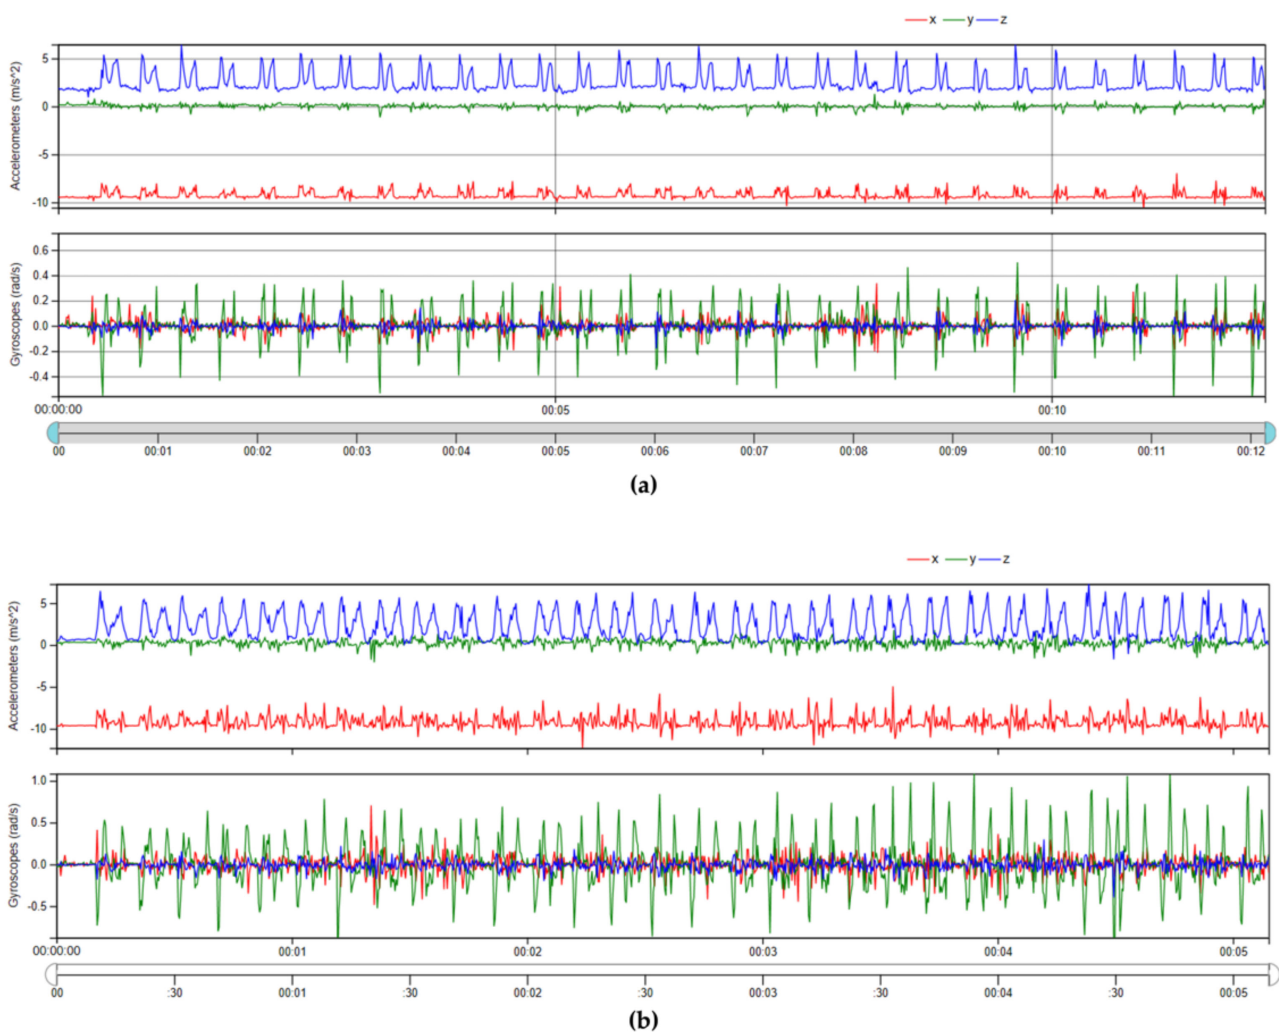 x y z
Accelerometers (m/s^2)
5
0
-5
-10
Gyroscopes (rad/s)
0.6
0.4
0.2
0.0
-0.2
-0.4
00:00:00 00:05 00:10
00 00:01 00:02 00:03 00:04 00:05 00:06 00:07 00:08 00:09 00:10 00:11 00:12
(a)
x y z
Accelerometers (m/s^2)
5
0
-5
-10
Gyroscopes (rad/s)
1.0
0.5
0.0
-0.5
00:00:00 00:01 00:02 00:03 00:04 00:05
00 :30 00:01 :30 00:02 :30 00:03 :30 00:04 :30 00:05
(b)